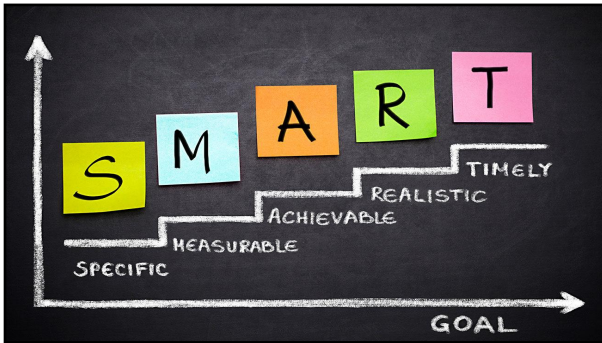 S M A R T
SPECIFIC
MEASURABLE
ACHIEVABLE
REALISTIC
TIMELY
GOAL